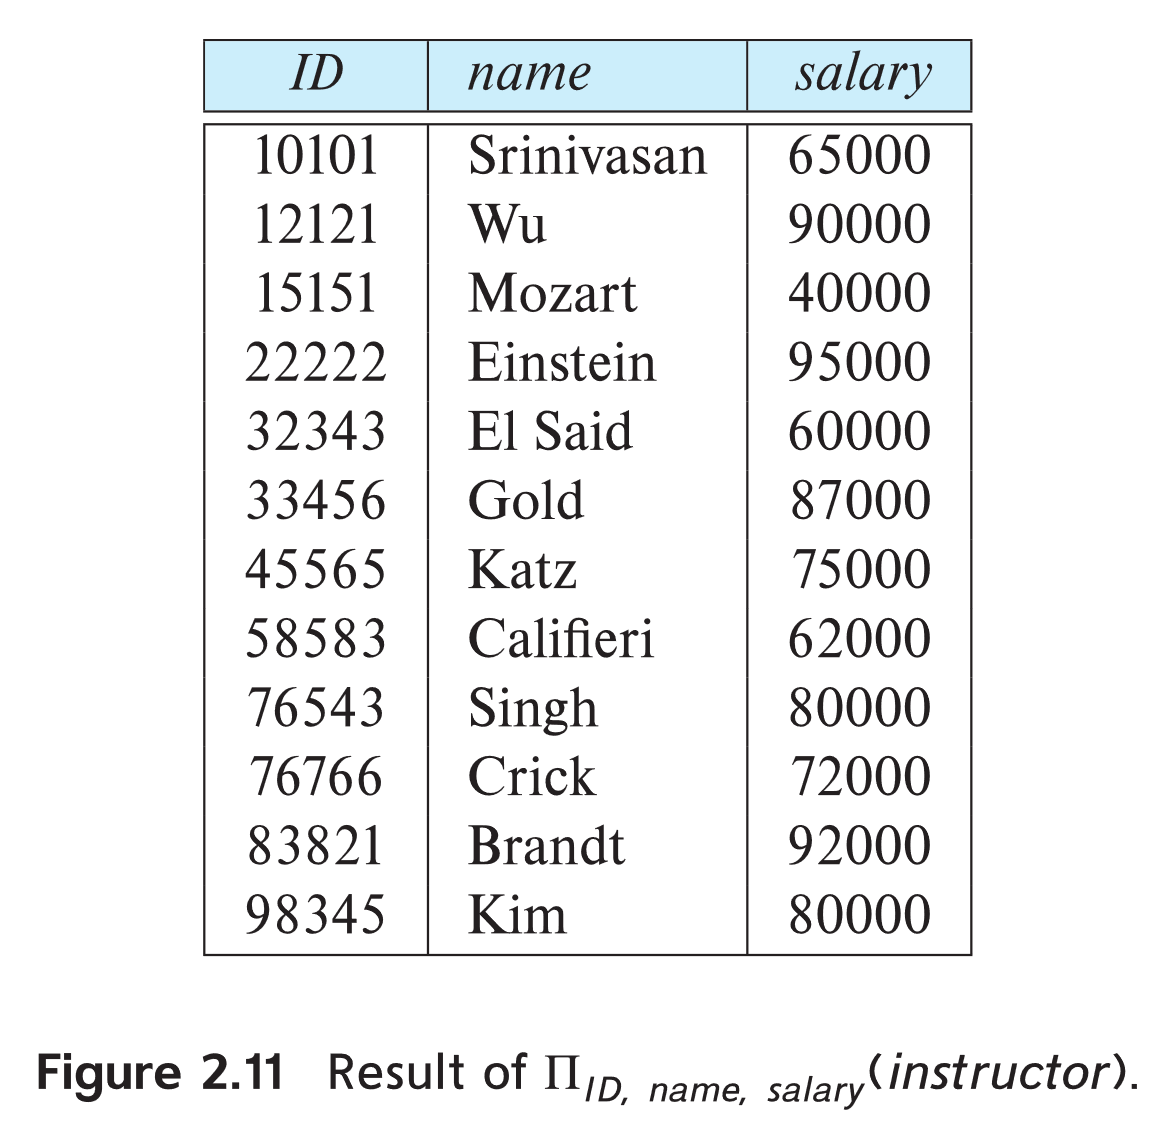 ID name salary
10101 Srinivasan 65000
12121 Wu 90000
15151 Mozart 40000
22222 Einstein 95000
32343 El Said 60000
33456 Gold 87000
45565 Katz 75000
58583 Califieri 62000
76543 Singh 80000
76766 Crick 72000
83821 Brandt 92000
98345 Kim 80000
Figure 2.11 Result of Π ID, name, salary (instructor).